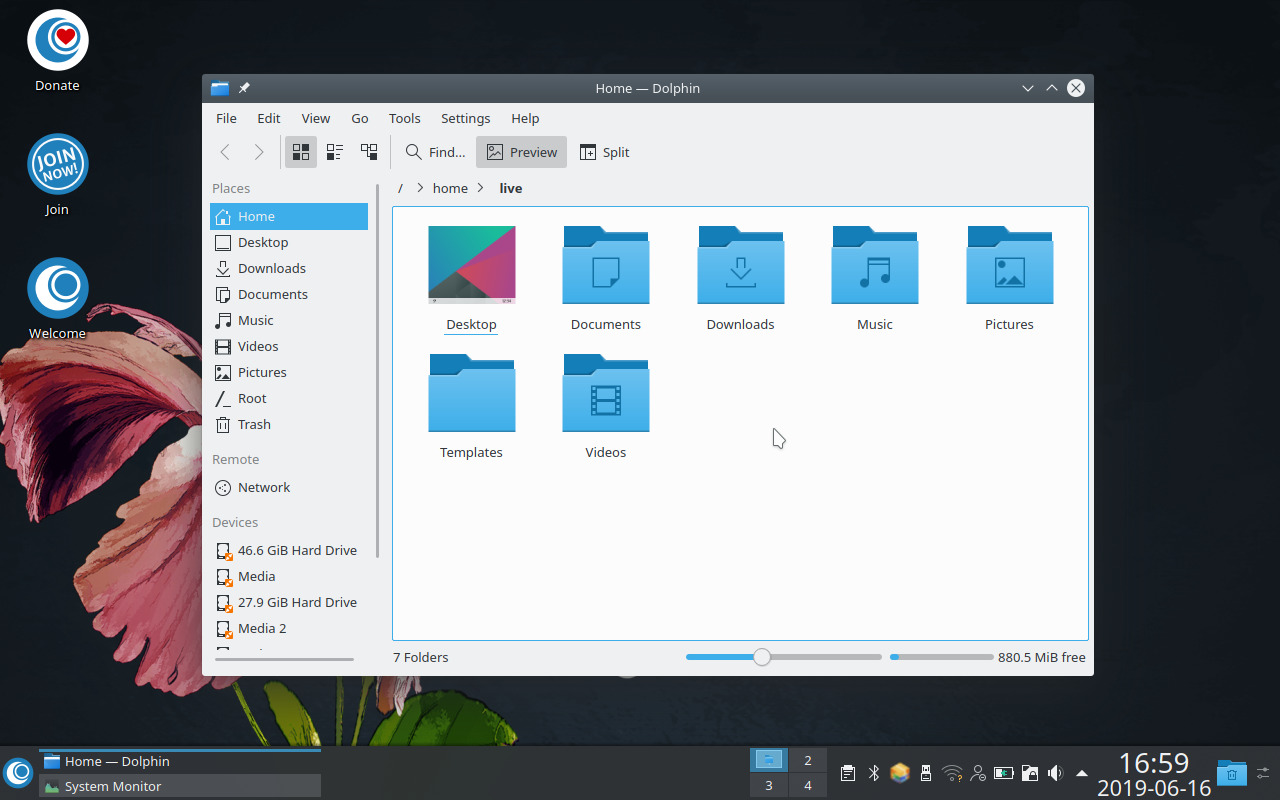 Donate
JOIN NOW!
Join
Welcome
Home — Dolphin
File Edit View Go Tools Settings Help
Find... Preview Split
Places
Home
Desktop
Downloads
Documents
Music
Videos
Pictures
Root
Trash
Remote
Network
Devices
46.6 GiB Hard Drive
Media
27.9 GiB Hard Drive
Media 2
/ > home > live
Desktop Documents Downloads Music Pictures
Templates Videos
7 Folders
880.5 MiB free
Home — Dolphin
System Monitor
2
3 4
16:59
2019-06-16